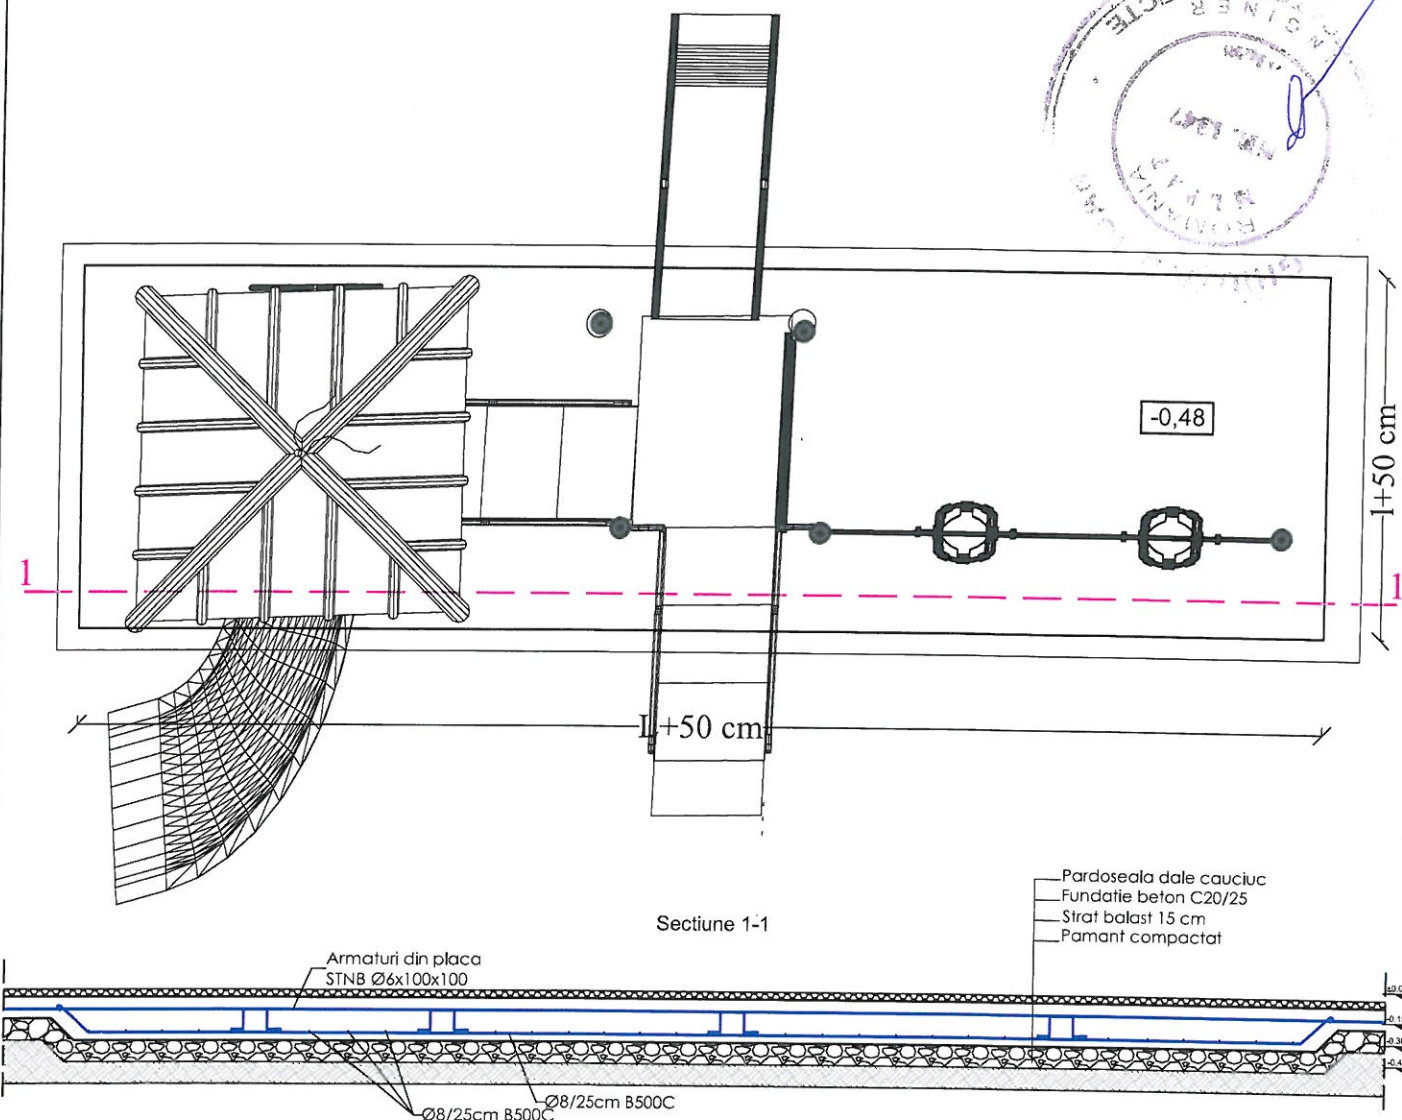 ROMANIA
-0,48
l+50 cm
1
1
L+50 cm
Sectiune 1-1
Pardoseala dale cauciuc
Fundatie beton C20/25
Strat balast 15 cm
Pamant compactat
Armaturi din placa
STNB Ø6x100x100
Ø8/25cm B500C
Ø8/25cm B500C